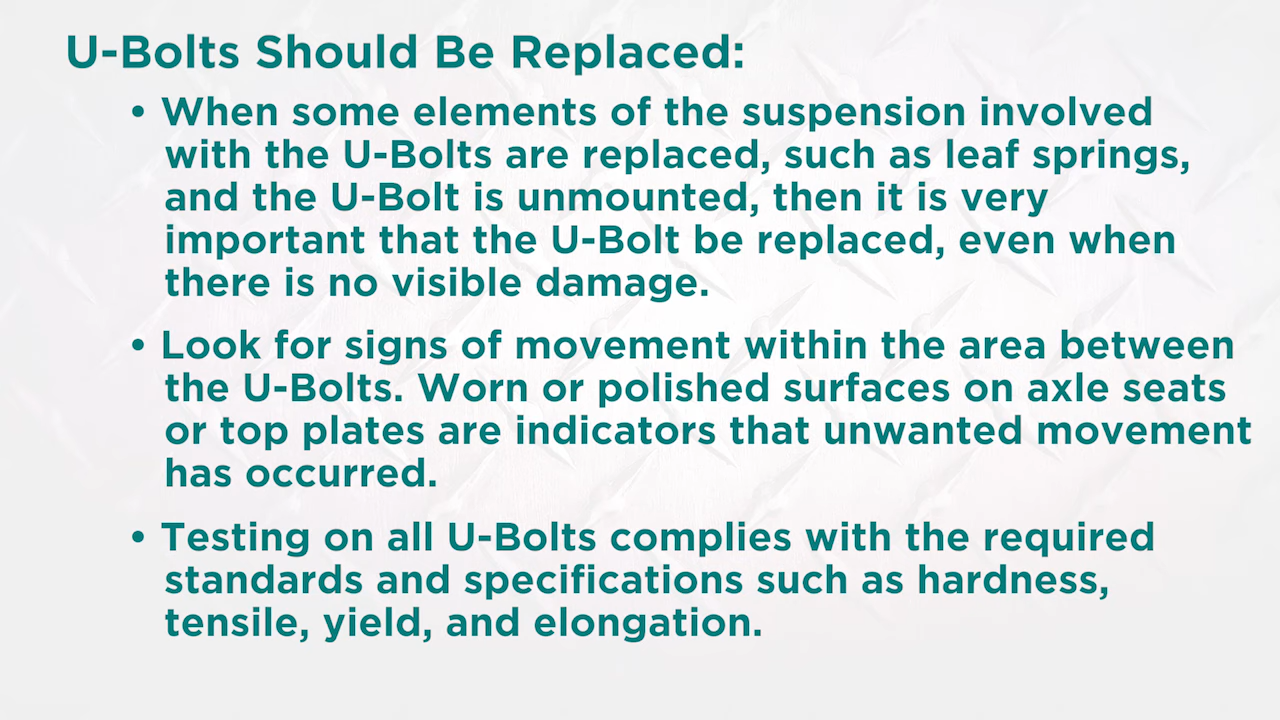 U-Bolts Should Be Replaced:
• When some elements of the suspension involved
with the U-Bolts are replaced, such as leaf springs,
and the U-Bolt is unmounted, then it is very
important that the U-Bolt be replaced, even when
there is no visible damage.
• Look for signs of movement within the area between
the U-Bolts. Worn or polished surfaces on axle seats
or top plates are indicators that unwanted movement
has occurred.
• Testing on all U-Bolts complies with the required
standards and specifications such as hardness,
tensile, yield, and elongation.